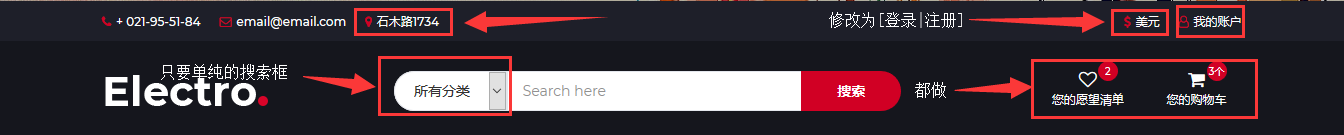 + 021-95-51-84 email@email.com 石木路1734 修改为 [登录|注册] $ 美元 我的账户
只要单纯的搜索框
Electro. 所有分类 Search here 搜索 都做 2 您的愿望清单 3个 您的购物车